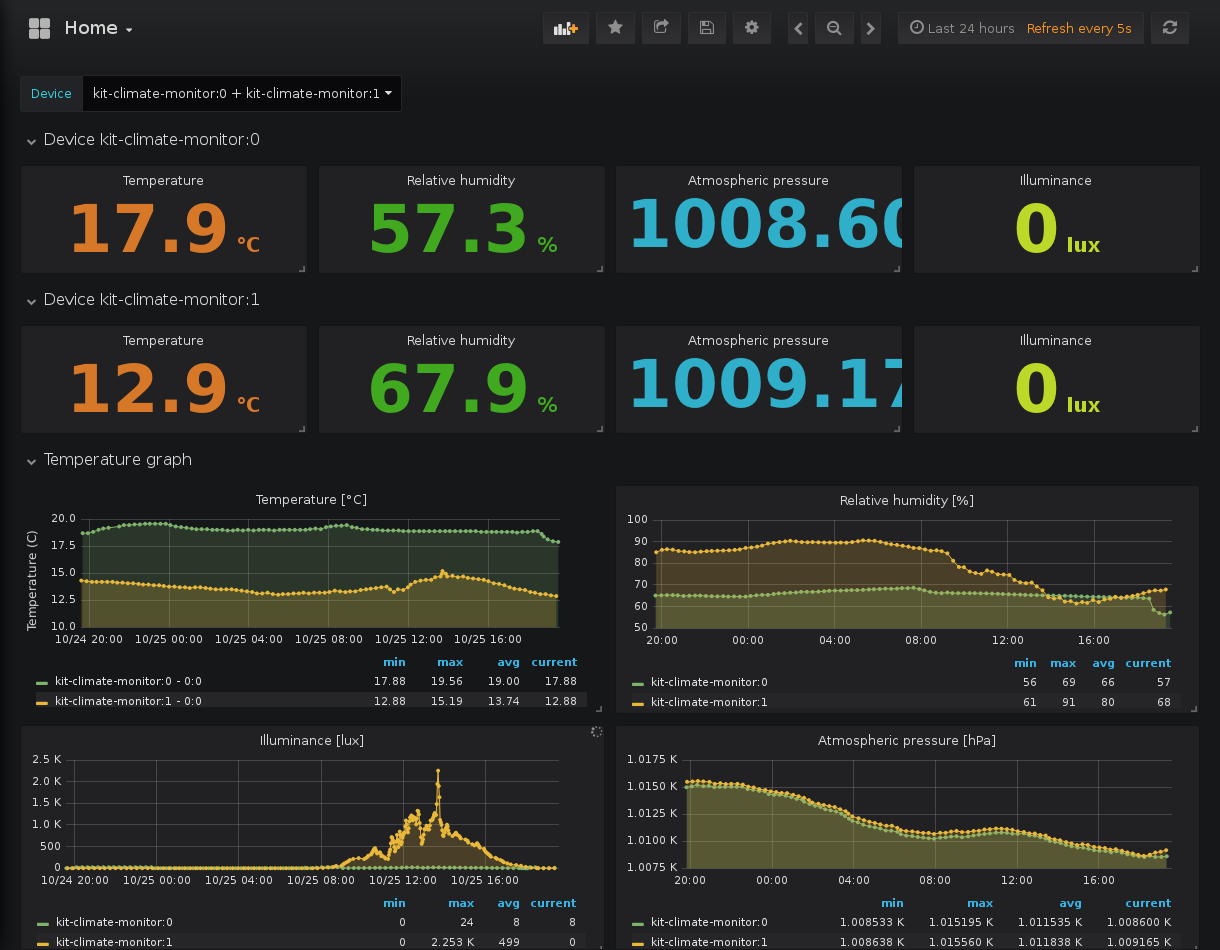 Home
Last 24 hours Refresh every 5s
Device kit-climate-monitor:0 + kit-climate-monitor:1
Device kit-climate-monitor:0
Temperature Relative humidity Atmospheric pressure Illuminance
17.9 °C 57.3 % 1008.60 0 lux
Device kit-climate-monitor:1
Temperature Relative humidity Atmospheric pressure Illuminance
12.9 °C 67.9 % 1009.17 0 lux
Temperature graph
Temperature [°C]
Temperature (C)
20.0
17.5
15.0
12.5
10.0
10/24 20:00 10/25 00:00 10/25 04:00 10/25 08:00 10/25 12:00 10/25 16:00
min max avg current
kit-climate-monitor:0 - 0:0 17.88 19.56 19.00 17.88
kit-climate-monitor:1 - 0:0 12.88 15.19 13.74 12.88
Relative humidity [%]
100
90
80
70
60
50
20:00 00:00 04:00 08:00 12:00 16:00
min max avg current
kit-climate-monitor:0 56 69 66 57
kit-climate-monitor:1 61 91 80 68
Illuminance [lux]
2.5 K
2.0 K
1.5 K
1.0 K
500
0
10/24 20:00 10/25 00:00 10/25 04:00 10/25 08:00 10/25 12:00 10/25 16:00
min max avg current
kit-climate-monitor:0 0 24 8 8
kit-climate-monitor:1 0 2.253 K 499 0
Atmospheric pressure [hPa]
1.0175 K
1.0150 K
1.0125 K
1.0100 K
1.0075 K
20:00 00:00 04:00 08:00 12:00 16:00
min max avg current
kit-climate-monitor:0 1.008533 K 1.015195 K 1.011535 K 1.008600 K
kit-climate-monitor:1 1.008638 K 1.015560 K 1.011838 K 1.009165 K